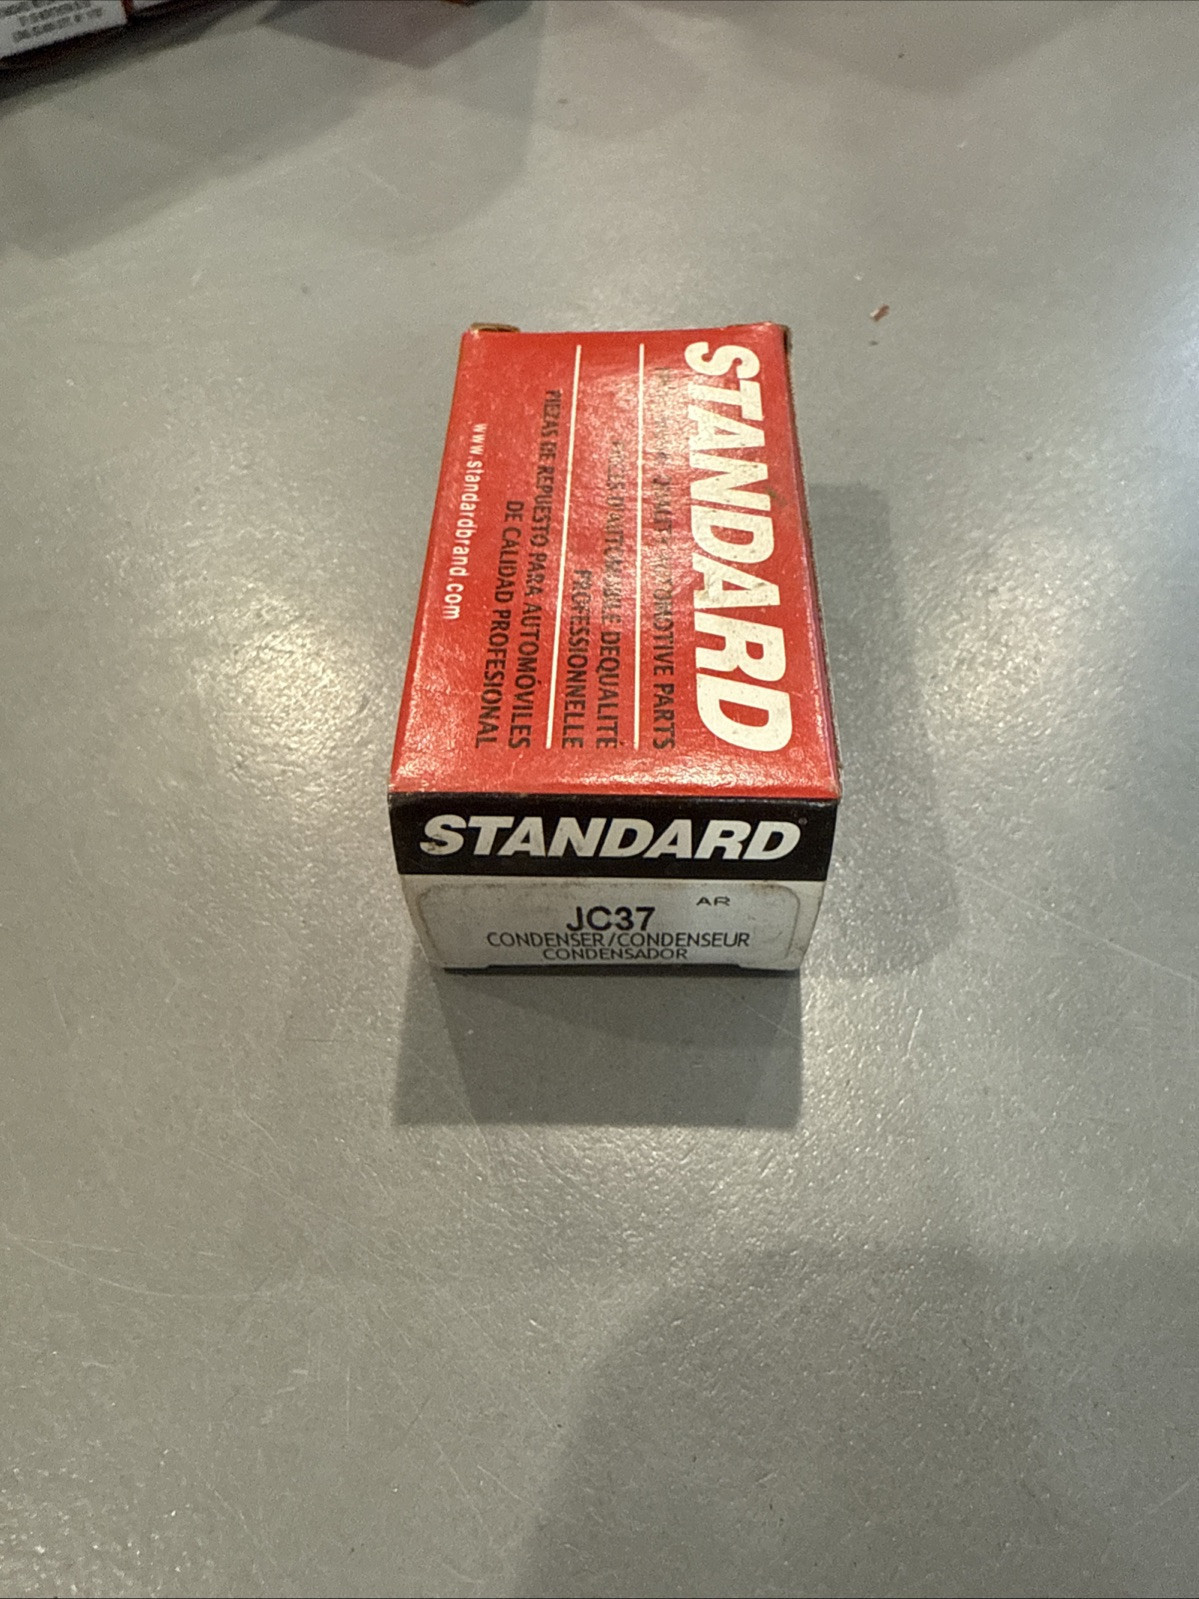 STANDARD
AUTOMOTIVE PARTS
DEQUALITÉ
PROFESSIONNELLE
PIEZAS DE REPUESTO PARA AUTOMÓVILES
DE CALIDAD PROFESIONAL
www.standardbrand.com
STANDARD®
AR
JC37
CONDENSER/CONDENSEUR
CONDENSADOR